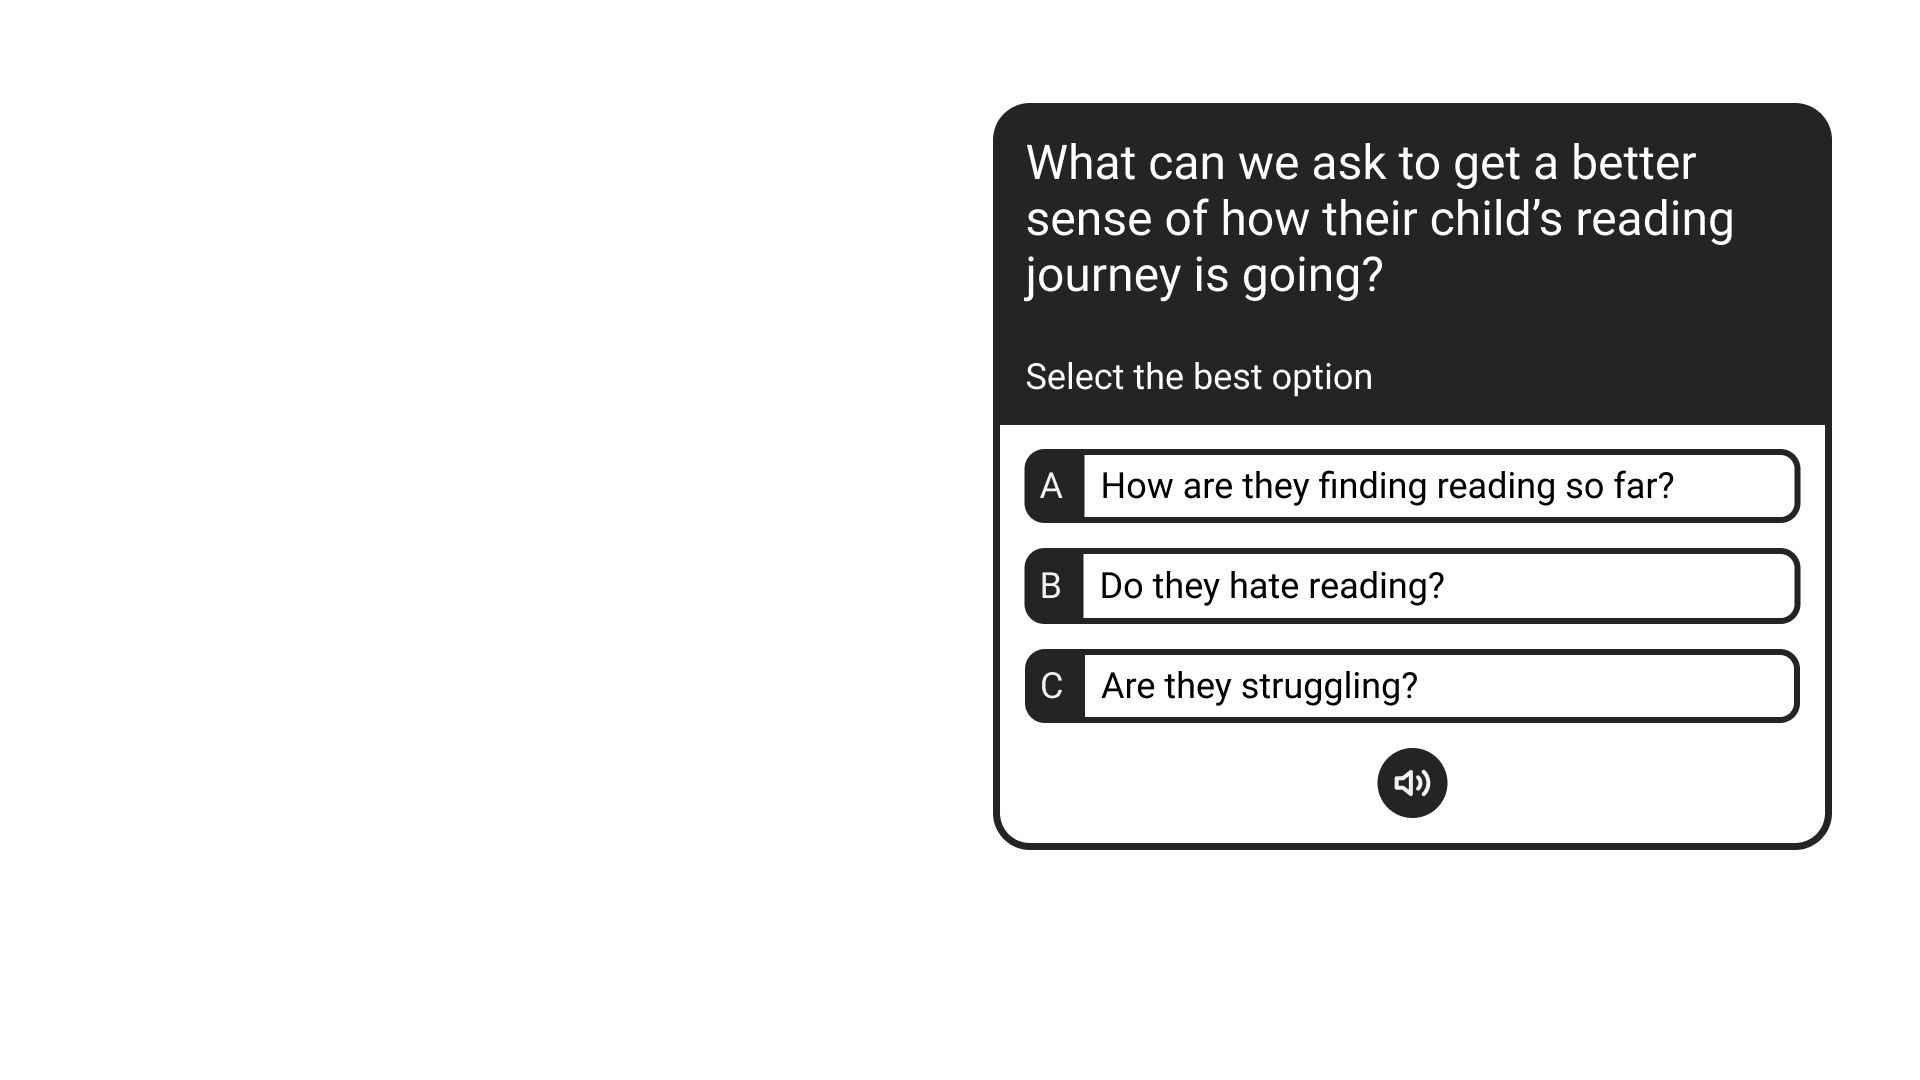 What can we ask to get a better
sense of how their child’s reading
journey is going?
Select the best option
A How are they finding reading so far?
B Do they hate reading?
C Are they struggling?